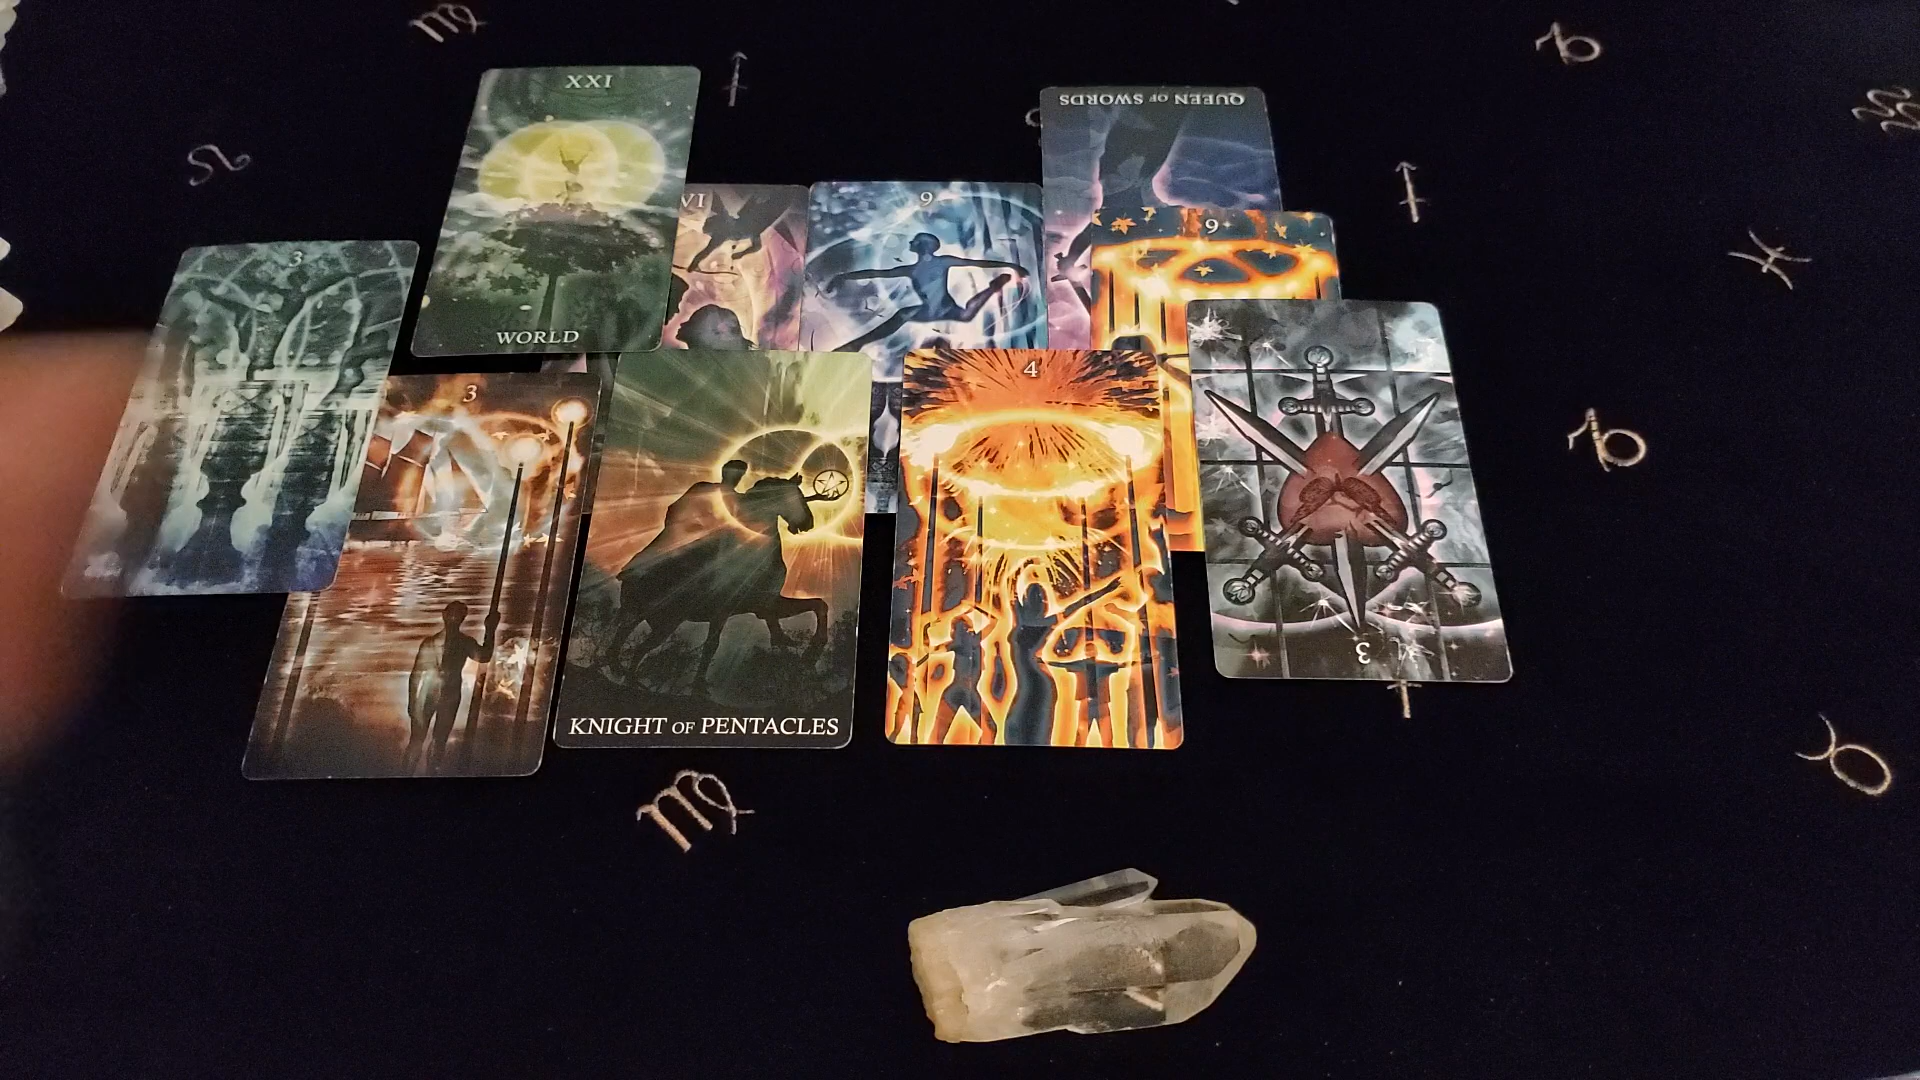 XXI
WORLD
QUEEN OF SWORDS
VI
9
9
3
3
KNIGHT OF PENTACLES
4
3